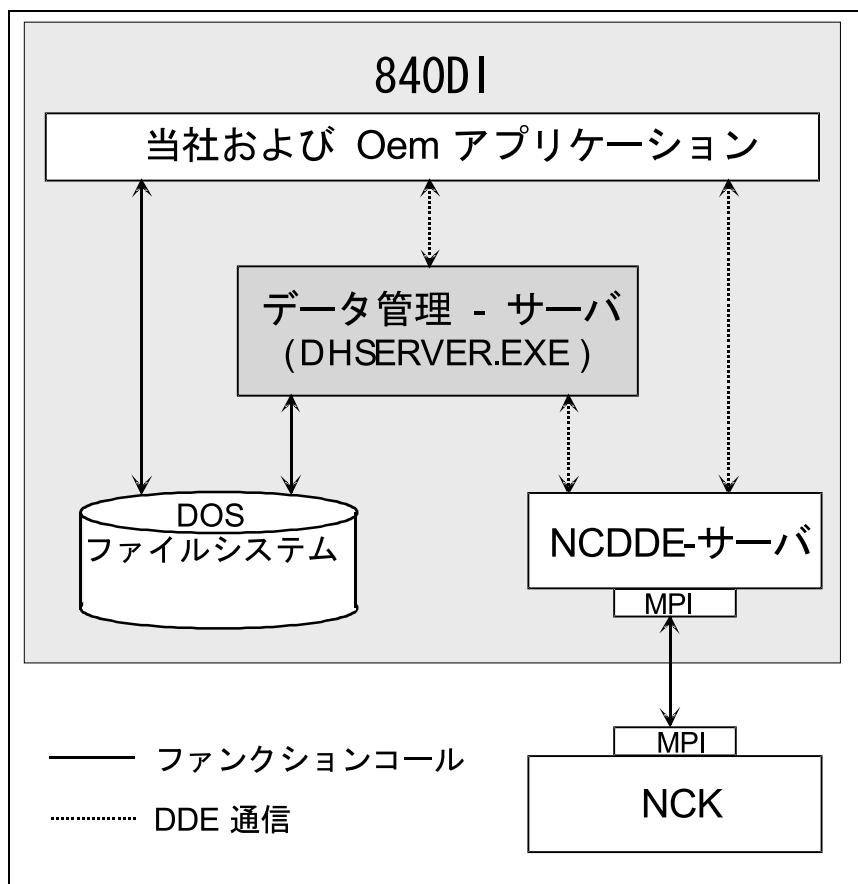 840DI
当社および Oem アプリケーション
データ管理 - サーバ
(DHSERVER.EXE)
DOS
ファイルシステム
NCDDE-サーバ
MPI
MPI
NCK
ファンクションコール
DDE 通信